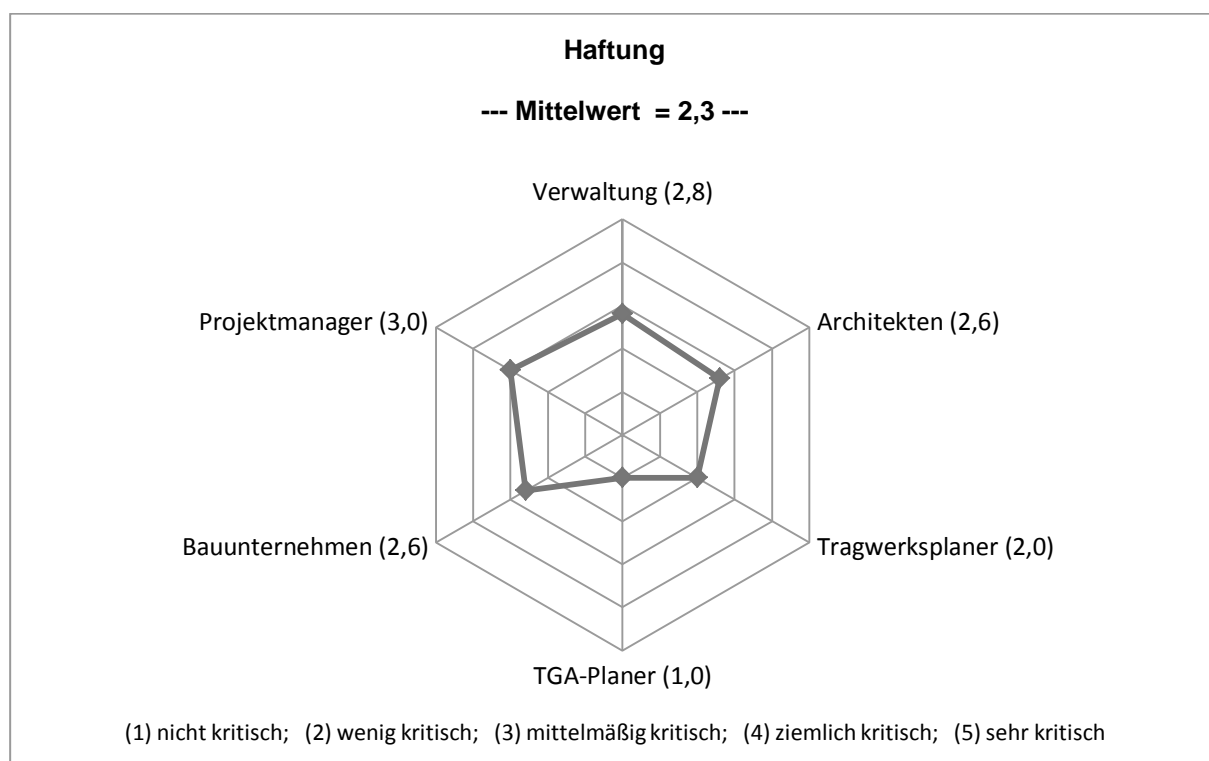 Haftung
--- Mittelwert = 2,3 ---
Verwaltung (2,8)
Projektmanager (3,0)
Architekten (2,6)
Bauunternehmen (2,6)
Tragwerksplaner (2,0)
TGA-Planer (1,0)
(1) nicht kritisch; (2) wenig kritisch; (3) mittelmäßig kritisch; (4) ziemlich kritisch; (5) sehr kritisch